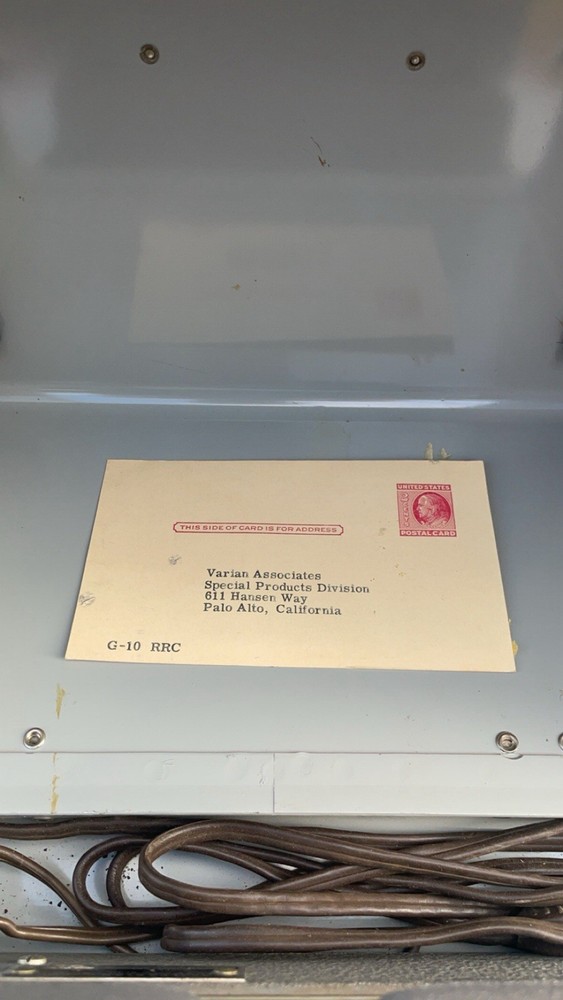 UNITED STATES
POSTAL CARD
THIS SIDE OF CARD IS FOR ADDRESS
Varian Associates
Special Products Division
611 Hansen Way
Palo Alto, California
G-10 RRC